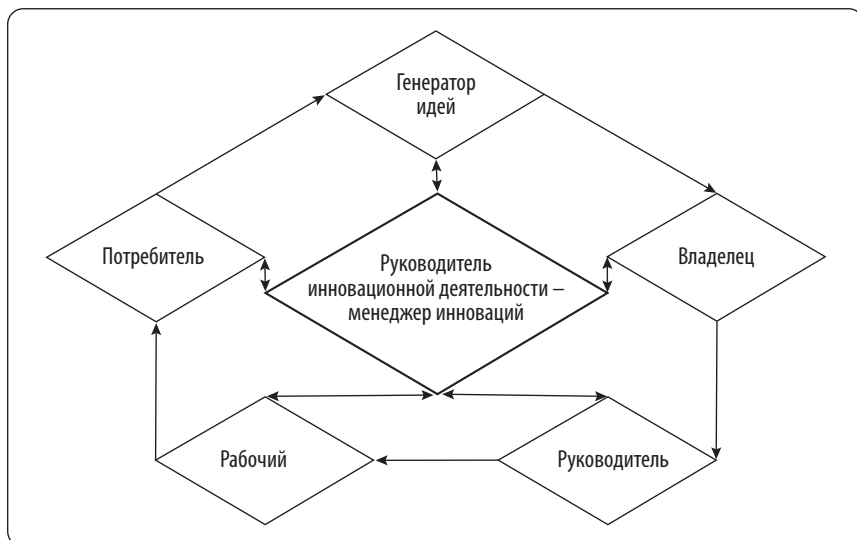 Генератор
идей
Потребитель
Владелец
Руководитель
инновационной деятельности –
менеджер инноваций
Рабочий
Руководитель